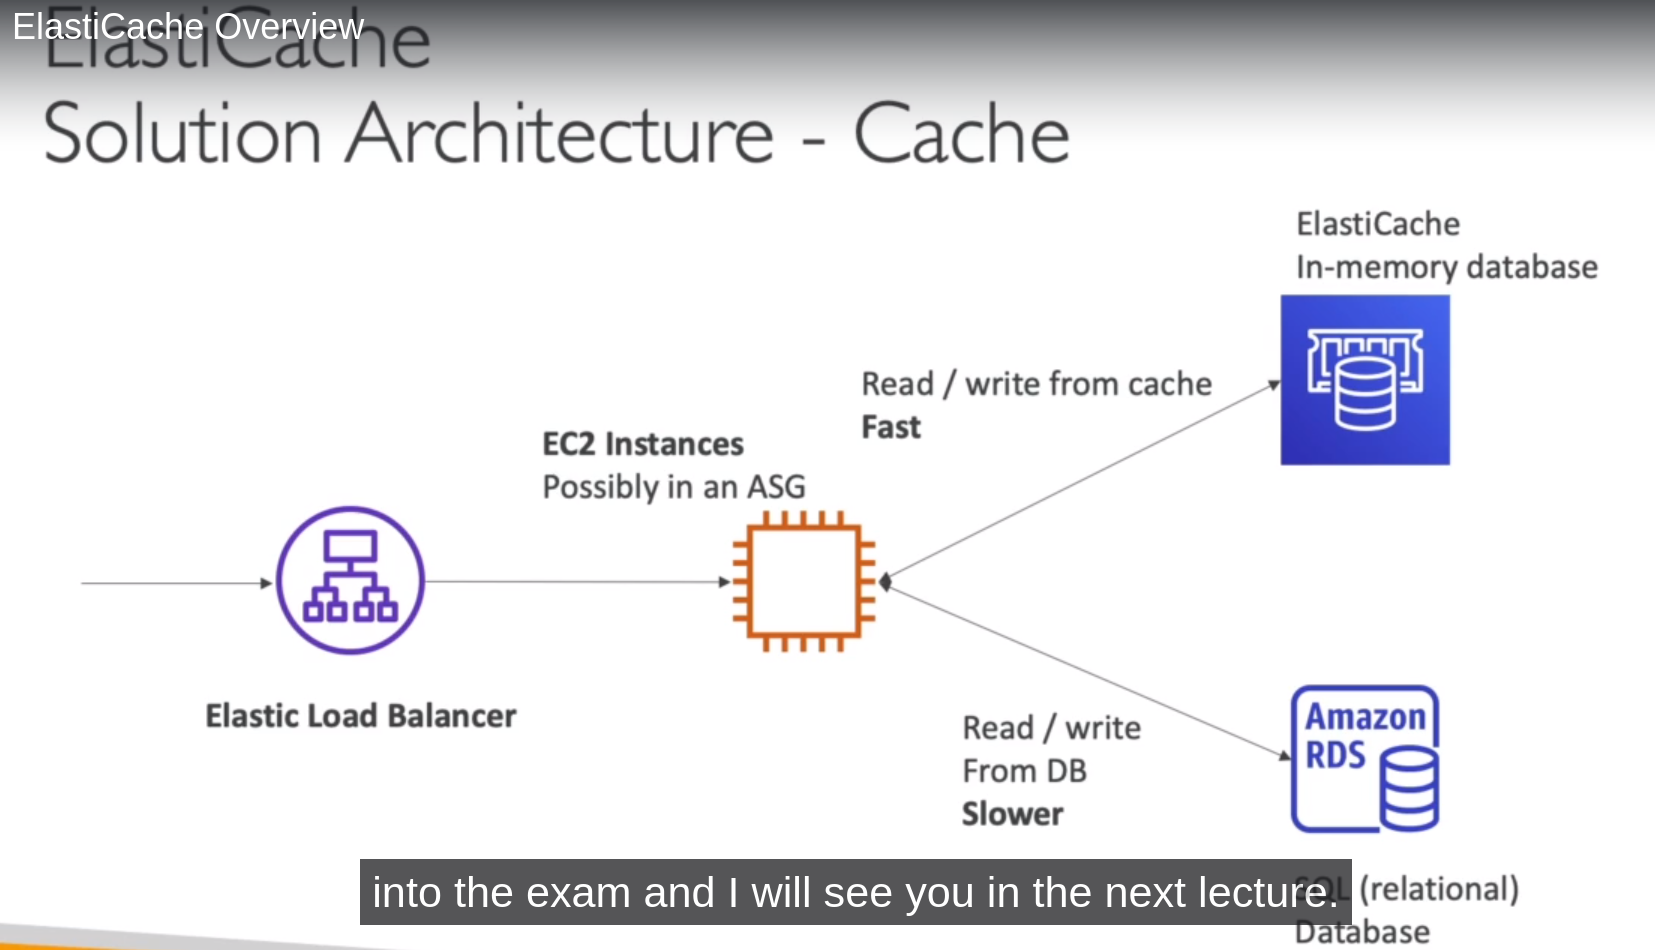 ElastiCache Overview
ElastiCache
Solution Architecture - Cache
ElastiCache
In-memory database
Read / write from cache
Fast
EC2 Instances
Possibly in an ASG
Elastic Load Balancer
Read / write
From DB
Slower
Amazon
RDS
SQL (relational)
Database
into the exam and I will see you in the next lecture.